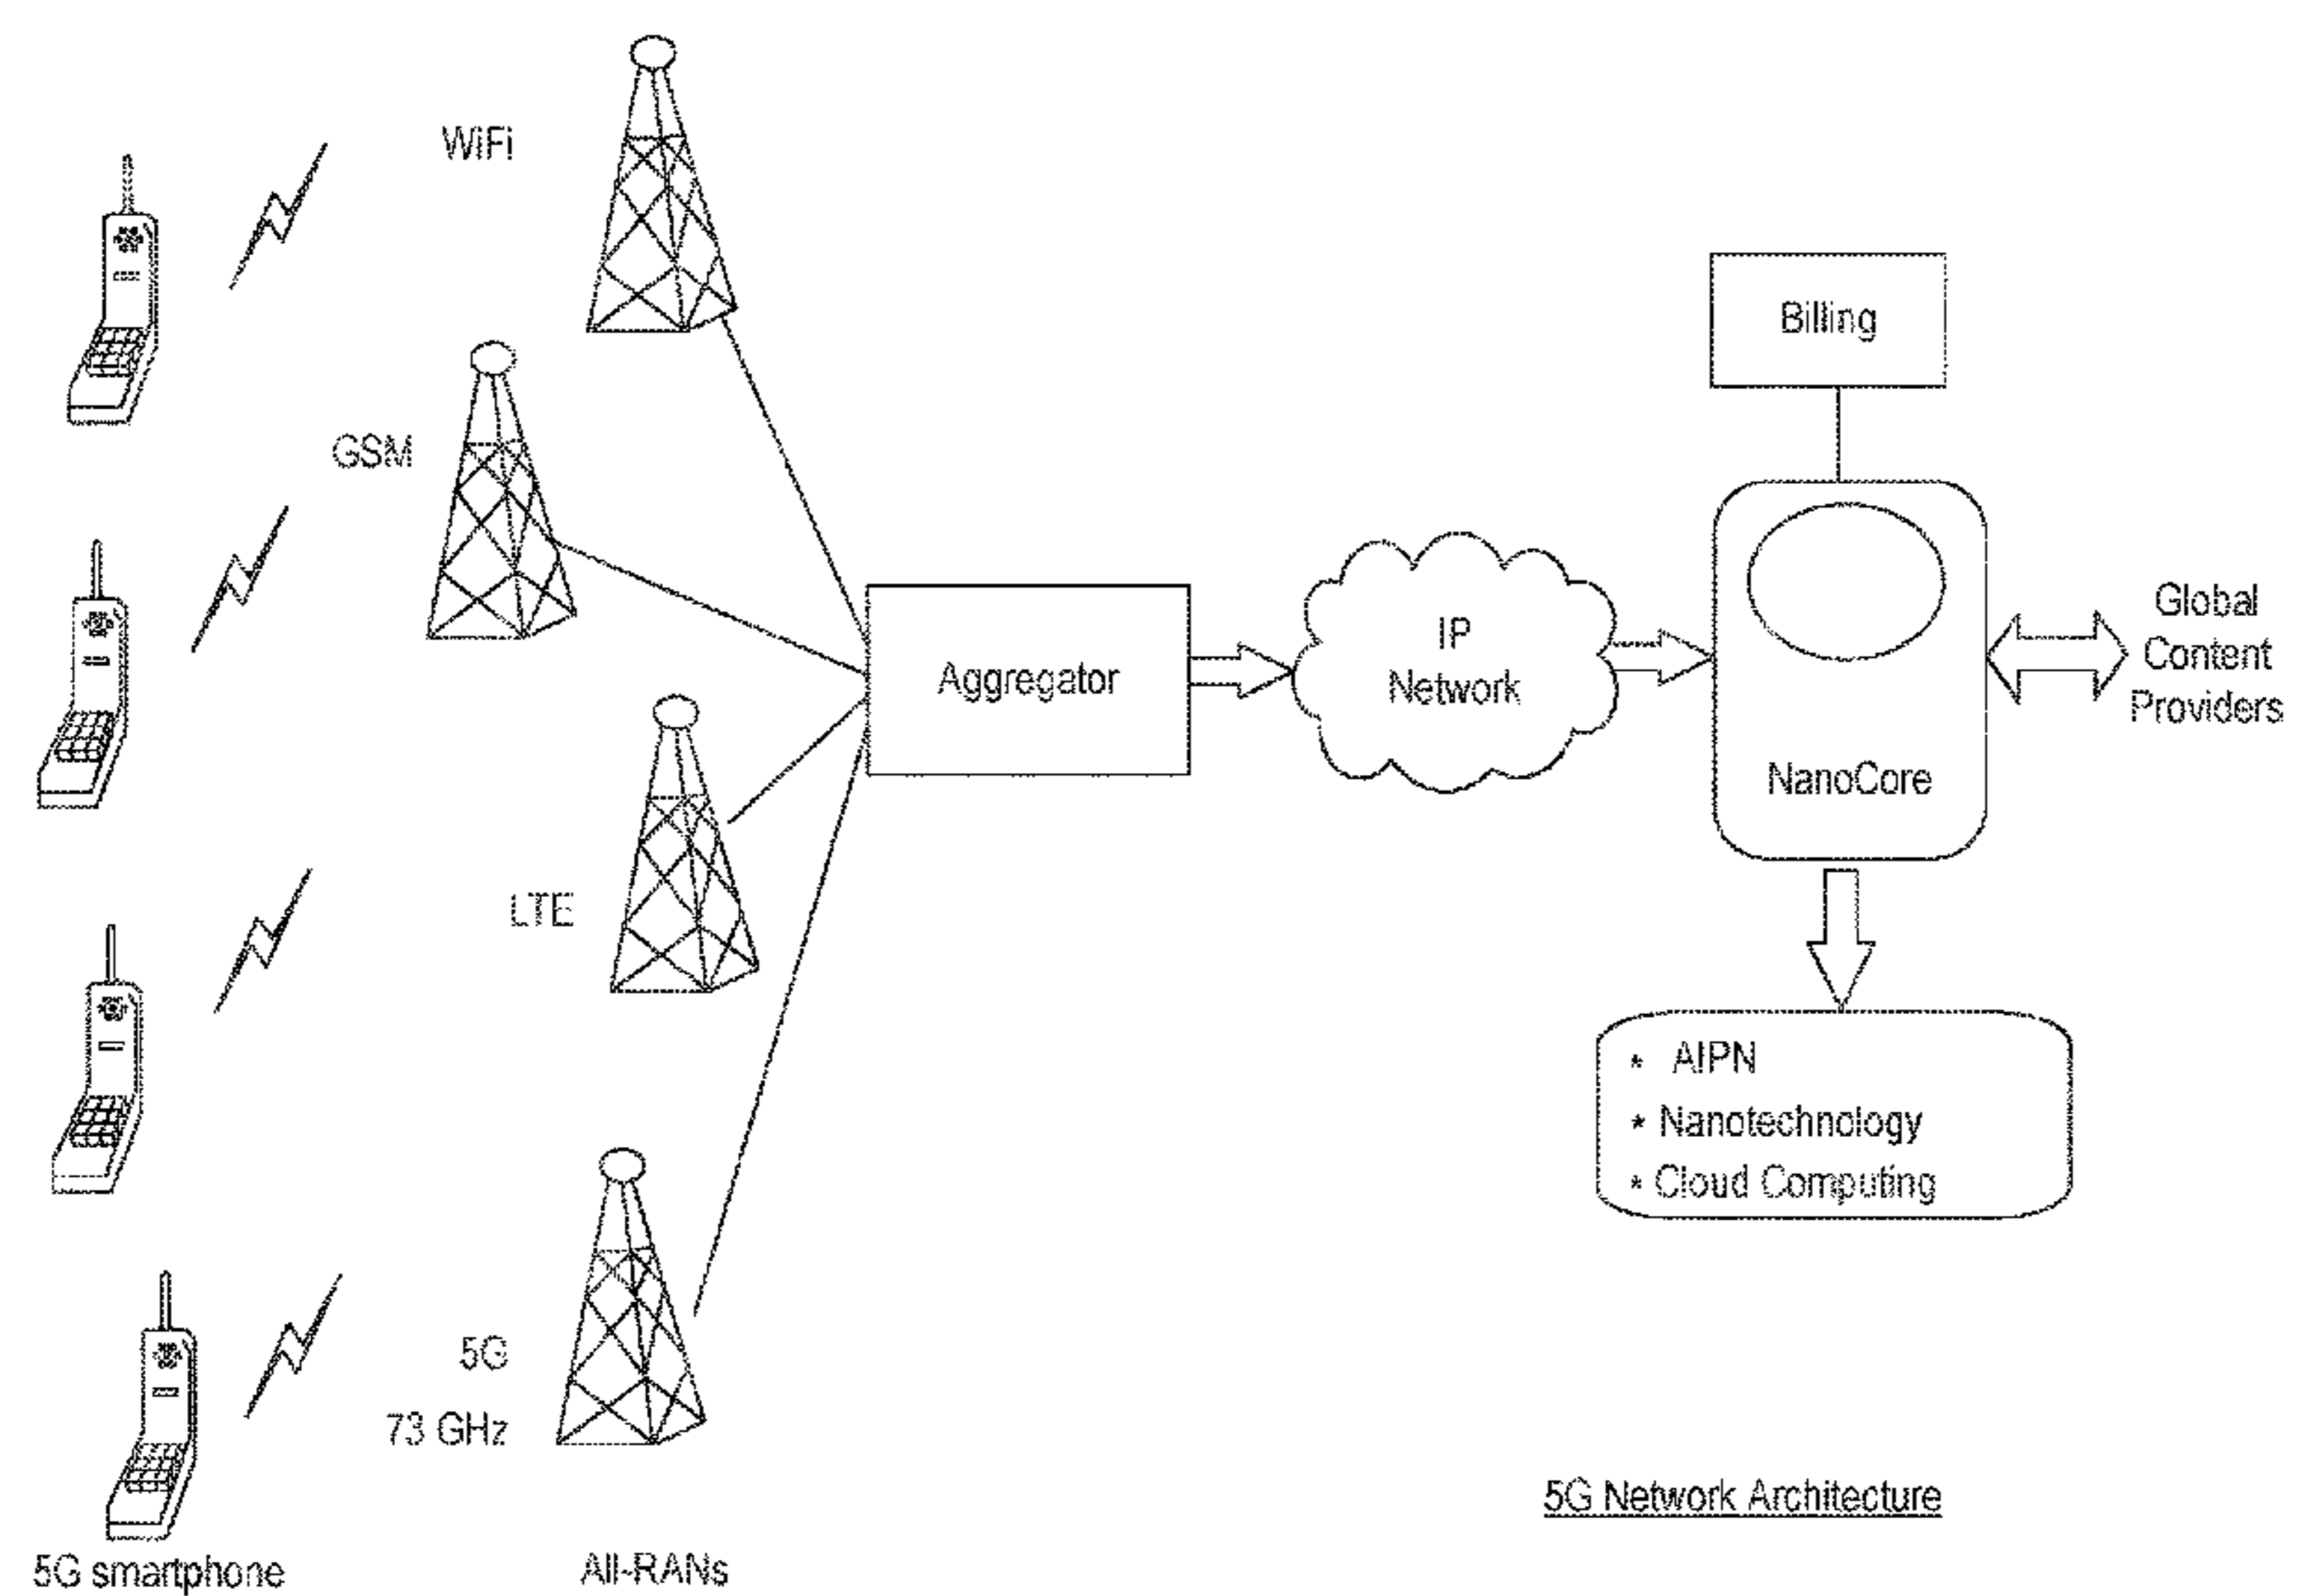 WiFi
GSM
LTE
5G
73 GHz
5G smartphone
All-RANs
Aggregator
IP
Network
Billing
NanoCore
Global
Content
Providers
* AIPN
* Nanotechnology
* Cloud Computing
5G Network Architecture